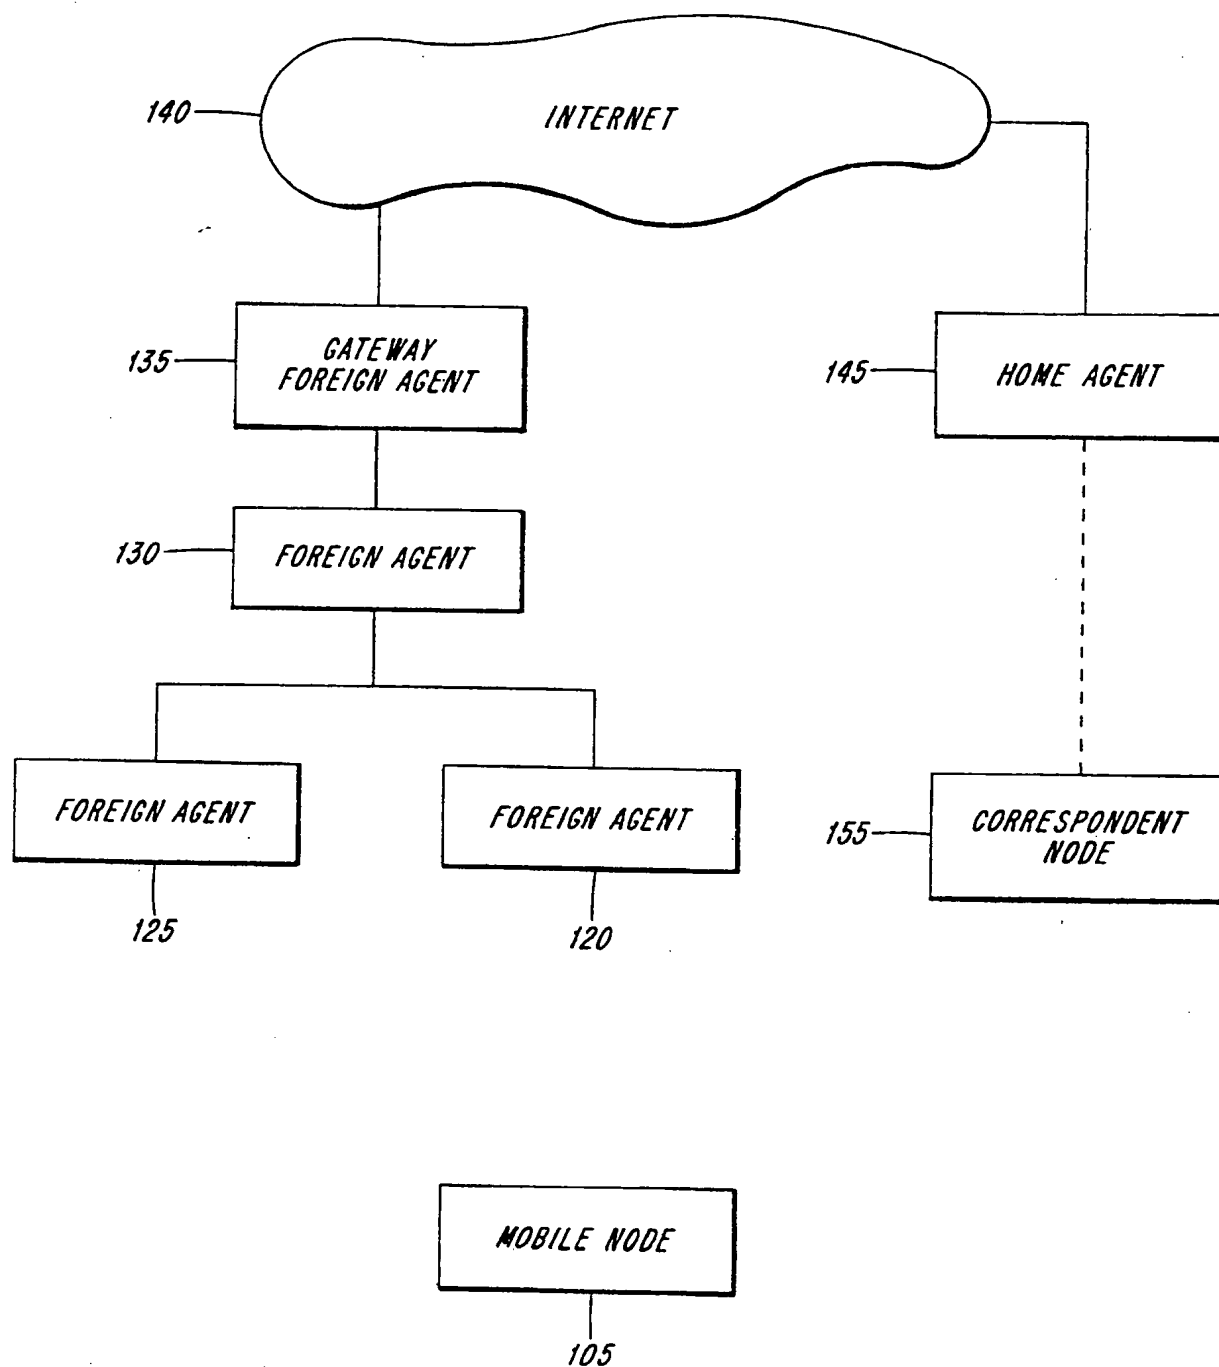 140
INTERNET
135
GATEWAY
FOREIGN AGENT
145
HOME AGENT
130
FOREIGN AGENT
FOREIGN AGENT
125
FOREIGN AGENT
120
155
CORRESPONDENT
NODE
MOBILE NODE
105